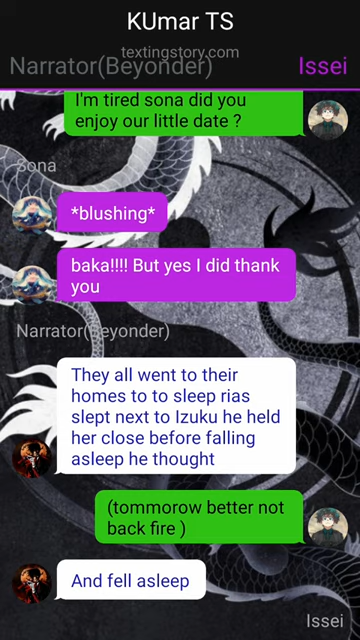 KUmar TS
textingstory.com
Narrator(Beyonder)
Issei
I'm tired sona did you
enjoy our little date ?
Sona
*blushing*
baka!!!! But yes I did thank
you
Narrator(Beyonder)
They all went to their
homes to to sleep rias
slept next to Izuku he held
her close before falling
asleep he thought
(tommorow better not
back fire )
And fell asleep
Issei